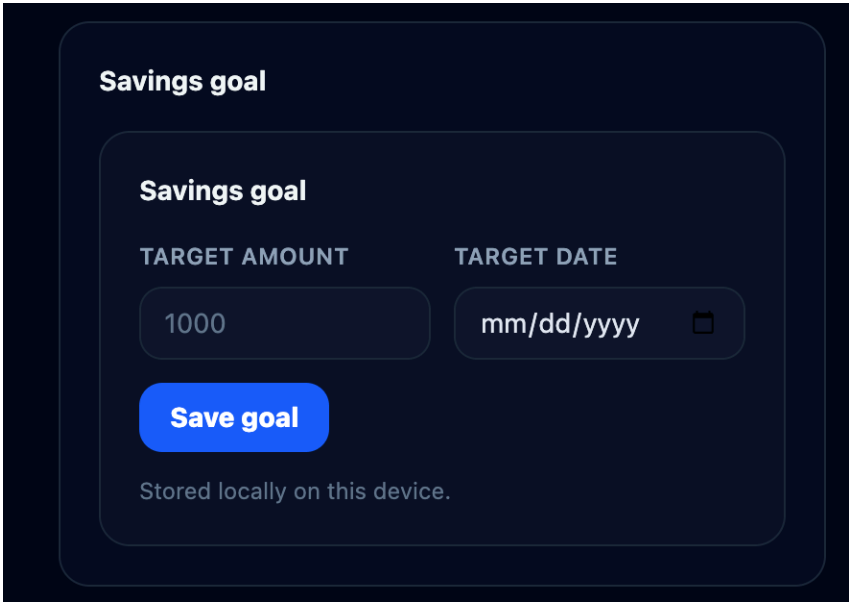 Savings goal
Savings goal
TARGET AMOUNT TARGET DATE
1000 mm/dd/yyyy
Save goal
Stored locally on this device.